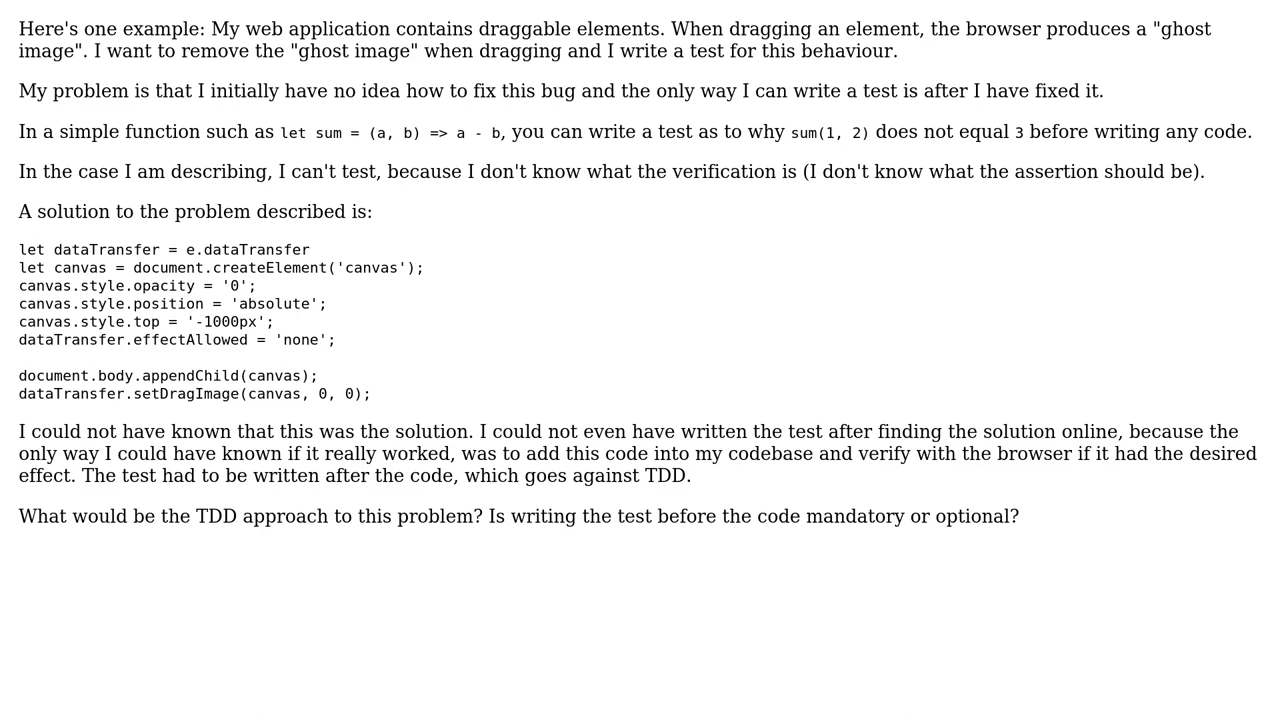 Here's one example: My web application contains draggable elements. When dragging an element, the browser produces a "ghost
image". I want to remove the "ghost image" when dragging and I write a test for this behaviour.
My problem is that I initially have no idea how to fix this bug and the only way I can write a test is after I have fixed it.
In a simple function such as let sum = (a, b) => a - b, you can write a test as to why sum(1, 2) does not equal 3 before writing any code.
In the case I am describing, I can't test, because I don't know what the verification is (I don't know what the assertion should be).
A solution to the problem described is:
let dataTransfer = e.dataTransfer
let canvas = document.createElement('canvas');
canvas.style.opacity = '0';
canvas.style.position = 'absolute';
canvas.style.top = '-1000px';
dataTransfer.effectAllowed = 'none';
document.body.appendChild(canvas);
dataTransfer.setDragImage(canvas, 0, 0);
I could not have known that this was the solution. I could not even have written the test after finding the solution online, because the
only way I could have known if it really worked, was to add this code into my codebase and verify with the browser if it had the desired
effect. The test had to be written after the code, which goes against TDD.
What would be the TDD approach to this problem? Is writing the test before the code mandatory or optional?